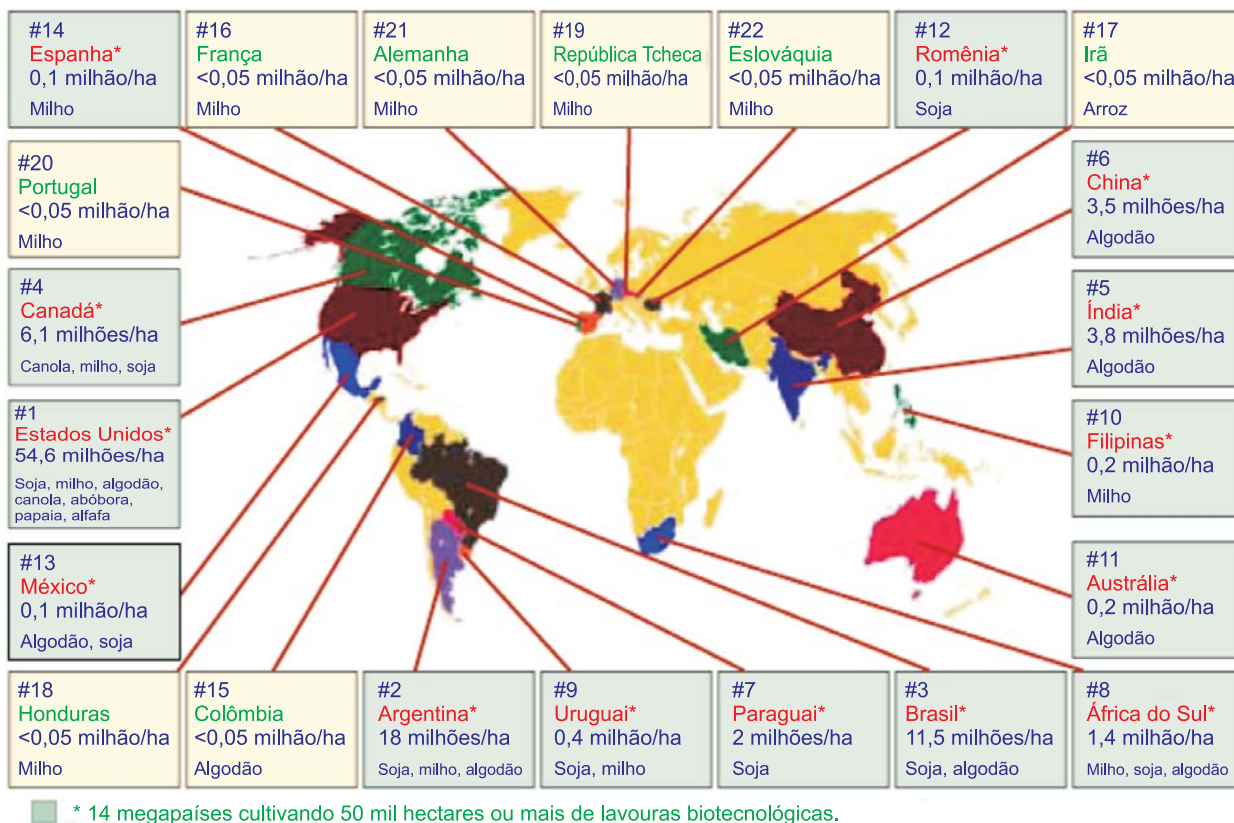 #14
Espanha*
0,1 milhão/ha
Milho
#16
França
<0,05 milhão/ha
Milho
#21
Alemanha
<0,05 milhão/ha
Milho
#19
República Tcheca
<0,05 milhão/ha
Milho
#22
Eslováquia
<0,05 milhão/ha
Milho
#12
Romênia*
0,1 milhão/ha
Soja
#17
Irã
<0,05 milhão/ha
Arroz
#20
Portugal
<0,05 milhão/ha
Milho
#6
China*
3,5 milhões/ha
Algodão
#4
Canadá*
6,1 milhões/ha
Canola, milho, soja
#5
Índia*
3,8 milhões/ha
Algodão
#1
Estados Unidos*
54,6 milhões/ha
Soja, milho, algodão,
canola, abóbora,
papaia, alfafa
#10
Filipinas*
0,2 milhão/ha
Milho
#13
México*
0,1 milhão/ha
Algodão, soja
#11
Austrália*
0,2 milhão/ha
Algodão
#18
Honduras
<0,05 milhão/ha
Milho
#15
Colômbia
<0,05 milhão/ha
Algodão
#2
Argentina*
18 milhões/ha
Soja, milho, algodão
#9
Uruguai*
0,4 milhão/ha
Soja, milho
#7
Paraguai*
2 milhões/ha
Soja
#3
Brasil*
11,5 milhões/ha
Soja, algodão
#8
África do Sul*
1,4 milhão/ha
Milho, soja, algodão
* 14 megapaíses cultivando 50 mil hectares ou mais de lavouras biotecnológicas.